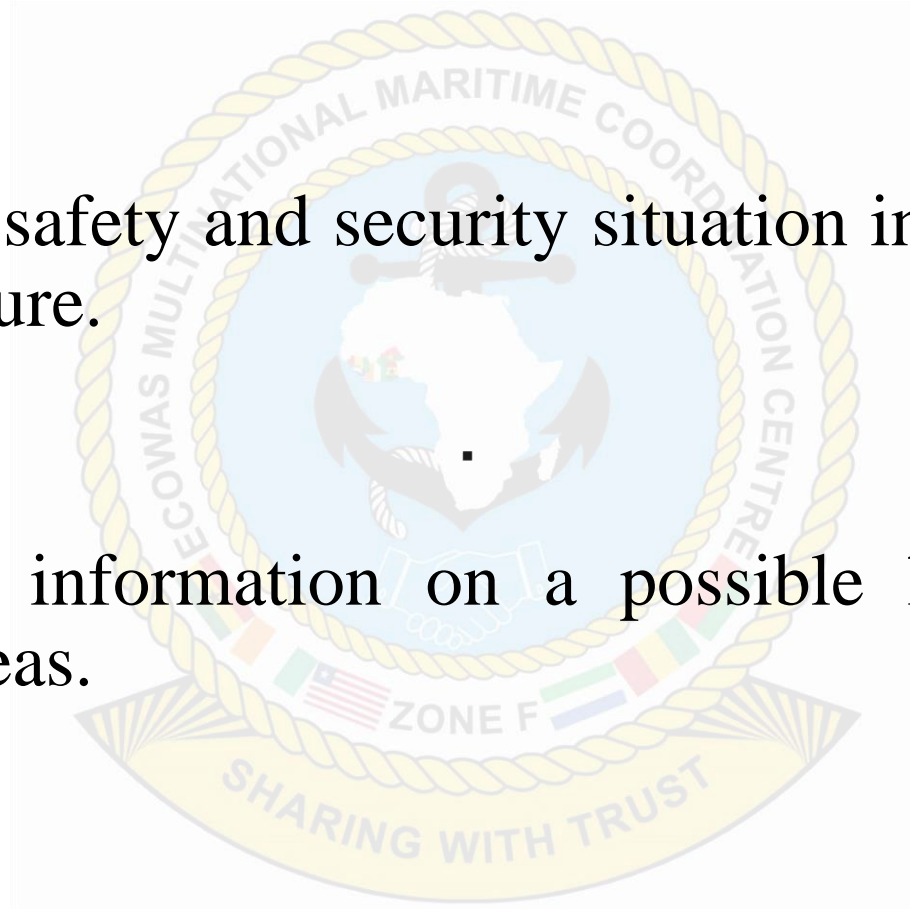 ECOWAS MULTINATIONAL MARITIME COORDINATION CENTRE
safety and security situation in
ure.
information on a possible
eas.
ZONE F
SHARING WITH TRUST